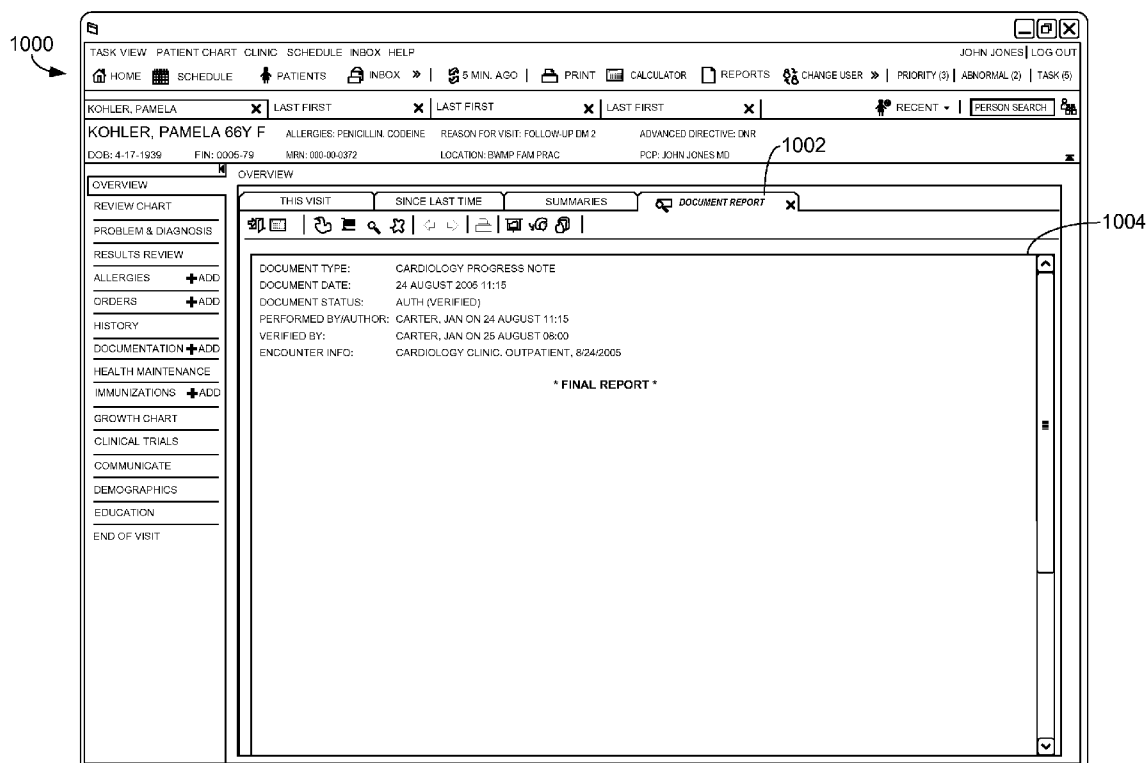 1000
TASK VIEW PATIENT CHART CLINIC SCHEDULE INBOX HELP JOHN JONES LOG OUT
HOME SCHEDULE PATIENTS INBOX » 5 MIN. AGO PRINT CALCULATOR REPORTS CHANGE USER » PRIORITY (3) ABNORMAL (2) TASK (5)
KOHLER, PAMELA LAST FIRST LAST FIRST LAST FIRST RECENT PERSON SEARCH
KOHLER, PAMELA 66Y F ALLERGIES: PENICILLIN. CODEINE REASON FOR VISIT: FOLLOW-UP DM 2 ADVANCED DIRECTIVE: DNR
DOB: 4-17-1939 FIN: 0005-79 MRN: 000-00-0372 LOCATION: BWMP FAM PRAC PCP: JOHN JONES MD
1002
OVERVIEW
OVERVIEW
THIS VISIT SINCE LAST TIME SUMMARIES DOCUMENT REPORT
1004
REVIEW CHART
PROBLEM & DIAGNOSIS
RESULTS REVIEW
ALLERGIES +ADD
ORDERS +ADD
HISTORY
DOCUMENTATION +ADD
HEALTH MAINTENANCE
IMMUNIZATIONS +ADD
GROWTH CHART
CLINICAL TRIALS
COMMUNICATE
DEMOGRAPHICS
EDUCATION
END OF VISIT
DOCUMENT TYPE: CARDIOLOGY PROGRESS NOTE
DOCUMENT DATE: 24 AUGUST 2005 11:15
DOCUMENT STATUS: AUTH (VERIFIED)
PERFORMED BY/AUTHOR: CARTER, JAN ON 24 AUGUST 11:15
VERIFIED BY: CARTER, JAN ON 25 AUGUST 08:00
ENCOUNTER INFO: CARDIOLOGY CLINIC. OUTPATIENT, 8/24/2005
* FINAL REPORT *